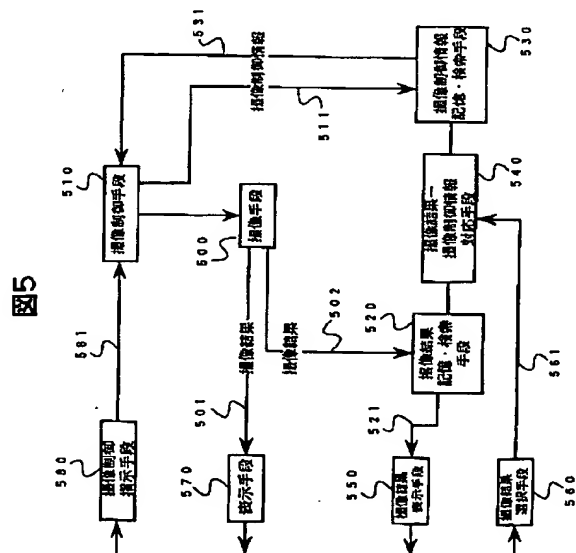 図5
580
撮像制御
指示手段
581
510
撮像制御手段
531
撮像制御情報
撮像制御情報
511
撮像制御情報
記憶・検索手段
530
500
撮像手段
撮像結果
撮像結果
501
502
570
表示手段
520
撮像結果
記憶・検索
手段
540
撮像結果ー
撮像制御情報
対応手段
521
550
撮像結果
表示手段
561
撮像結果
選択手段
560